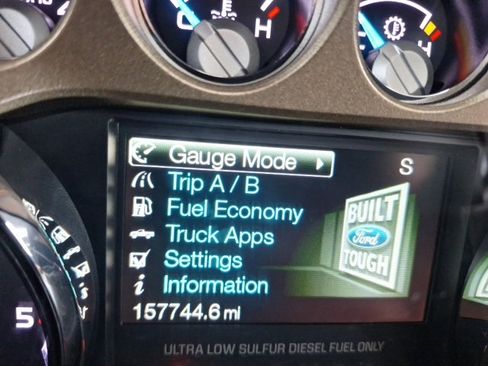 E
H
C
H
Gauge Mode
S
Trip A / B
Fuel Economy
Truck Apps
Settings
Information
BUILT
Ford
TOUGH
157744.6 mi
5
ULTRA LOW SULFUR DIESEL FUEL ONLY